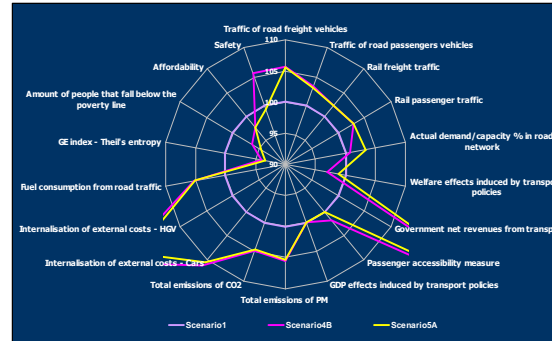 Traffic of road freight vehicles
110
Safety
Traffic of road passengers vehicles
Affordability
105
Rail freight traffic
Amount of people that fall below the
poverty line
100
Rail passenger traffic
95
GE index - Theil's entropy
Actual demand/capacity % in road
network
90
Fuel consumption from road traffic
Welfare effects induced by transport
policies
Internalisation of external costs - HGV
Government net revenues from transport
Internalisation of external costs - Cars
Passenger accessibility measure
Total emissions of CO2
GDP effects induced by transport policies
Total emissions of PM
Scenario1
Scenario4B
Scenario5A